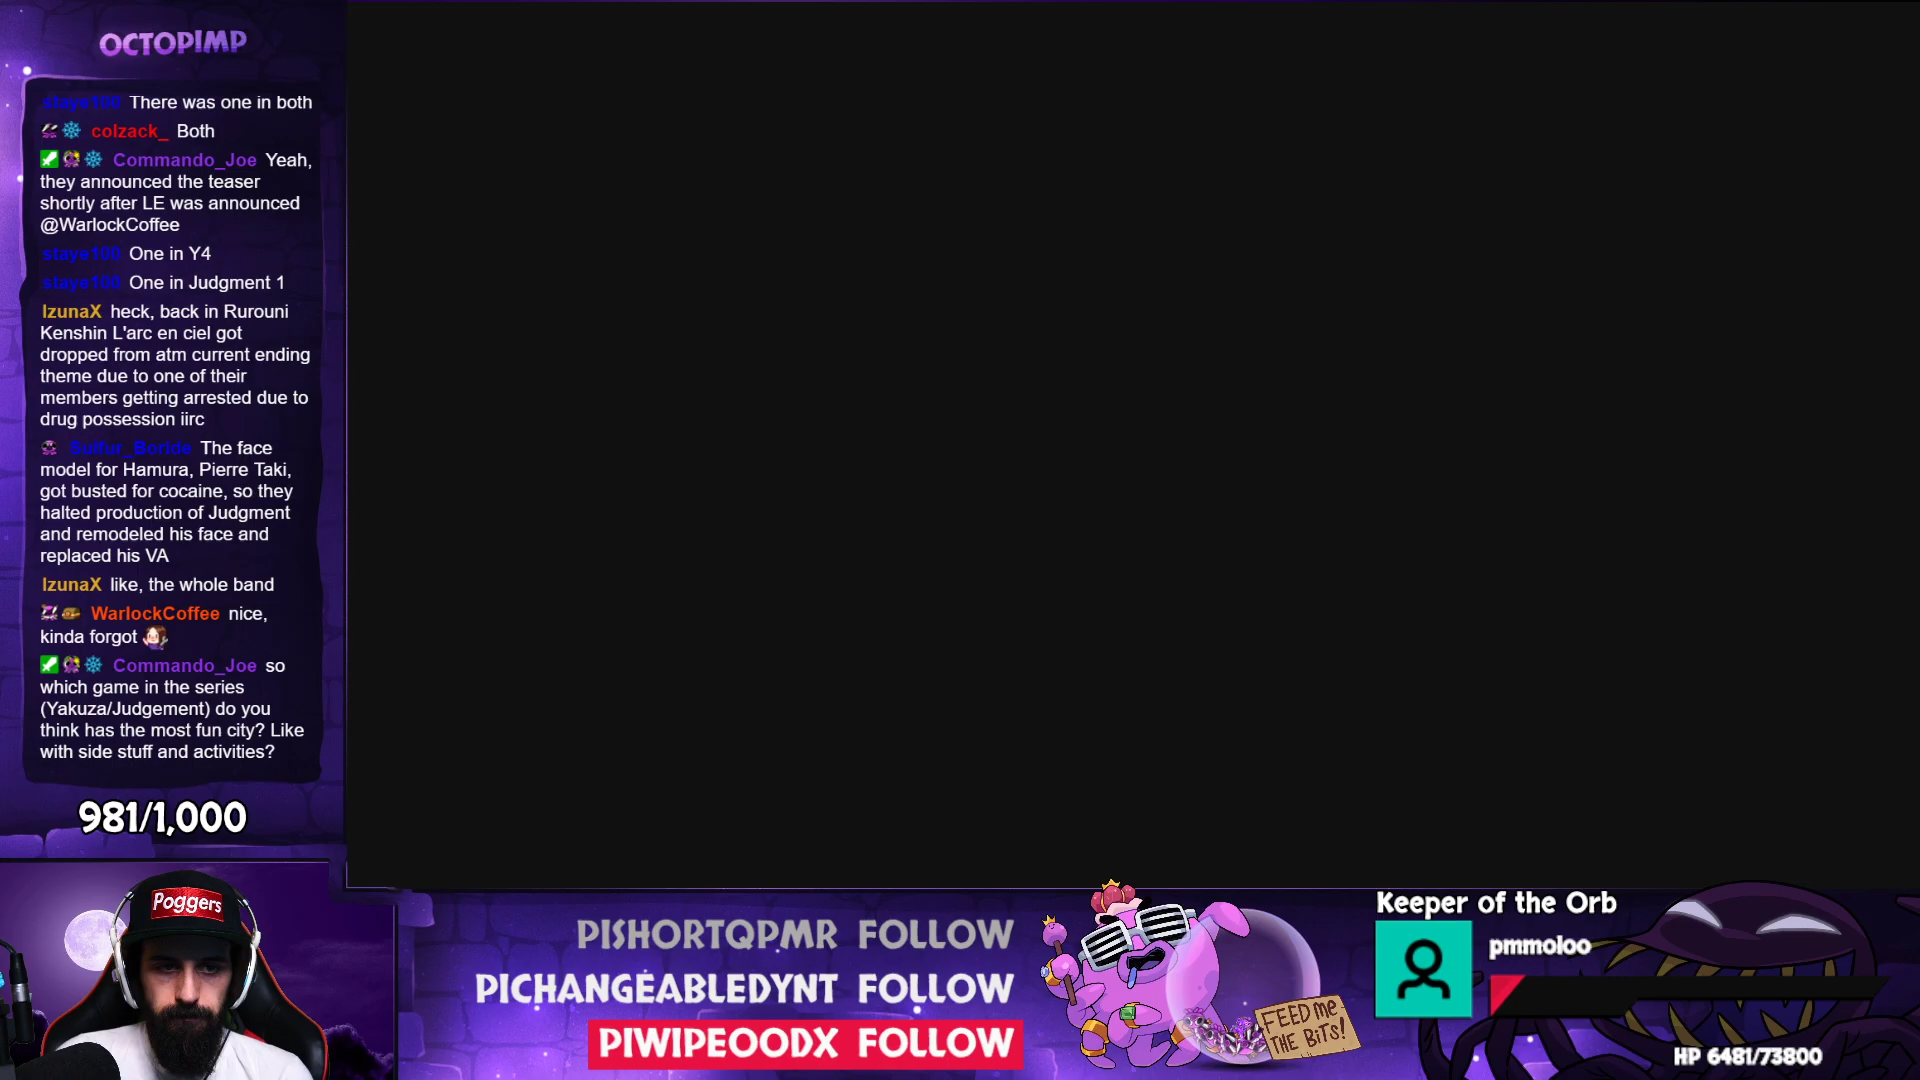 OCTOPIMP
staye100 There was one in both
colzack_ Both
Commando_Joe Yeah,
they announced the teaser
shortly after LE was announced
@WarlockCoffee
staye100 One in Y4
staye100 One in Judgment 1
IzunaX heck, back in Rurouni
Kenshin L'arc en ciel got
dropped from atm current ending
theme due to one of their
members getting arrested due to
drug possession iirc
Sulfur_Boride The face
model for Hamura, Pierre Taki,
got busted for cocaine, so they
halted production of Judgment
and remodeled his face and
replaced his VA
IzunaX like, the whole band
WarlockCoffee nice,
kinda forgot
Commando_Joe so
which game in the series
(Yakuza/Judgement) do you
think has the most fun city? Like
with side stuff and activities?
981/1,000
Poggers
PISHORTQPMR FOLLOW
PICHANGEABLEDYNT FOLLOW
PIWIPEOODX FOLLOW
FEED ME
THE BITS!
Keeper of the Orb
pmmoloo
HP 6481/73800